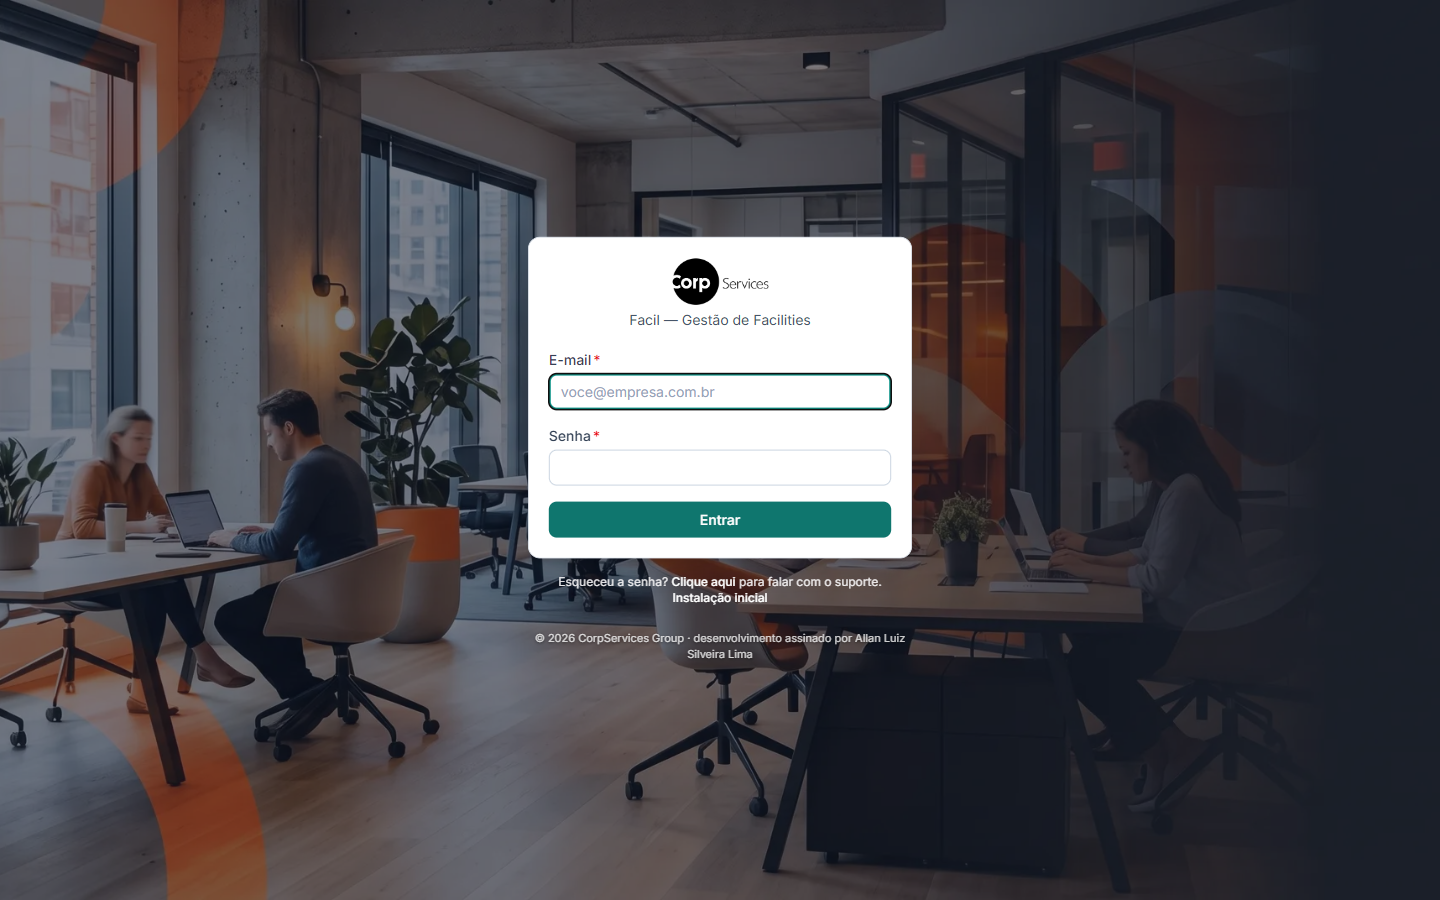 Corp Services
Facil — Gestão de Facilities
E-mail *
voce@empresa.com.br
Senha *
Entrar
Esqueceu a senha? Clique aqui para falar com o suporte.
Instalação inicial
© 2026 CorpServices Group · desenvolvimento assinado por Allan Luiz
Silveira Lima